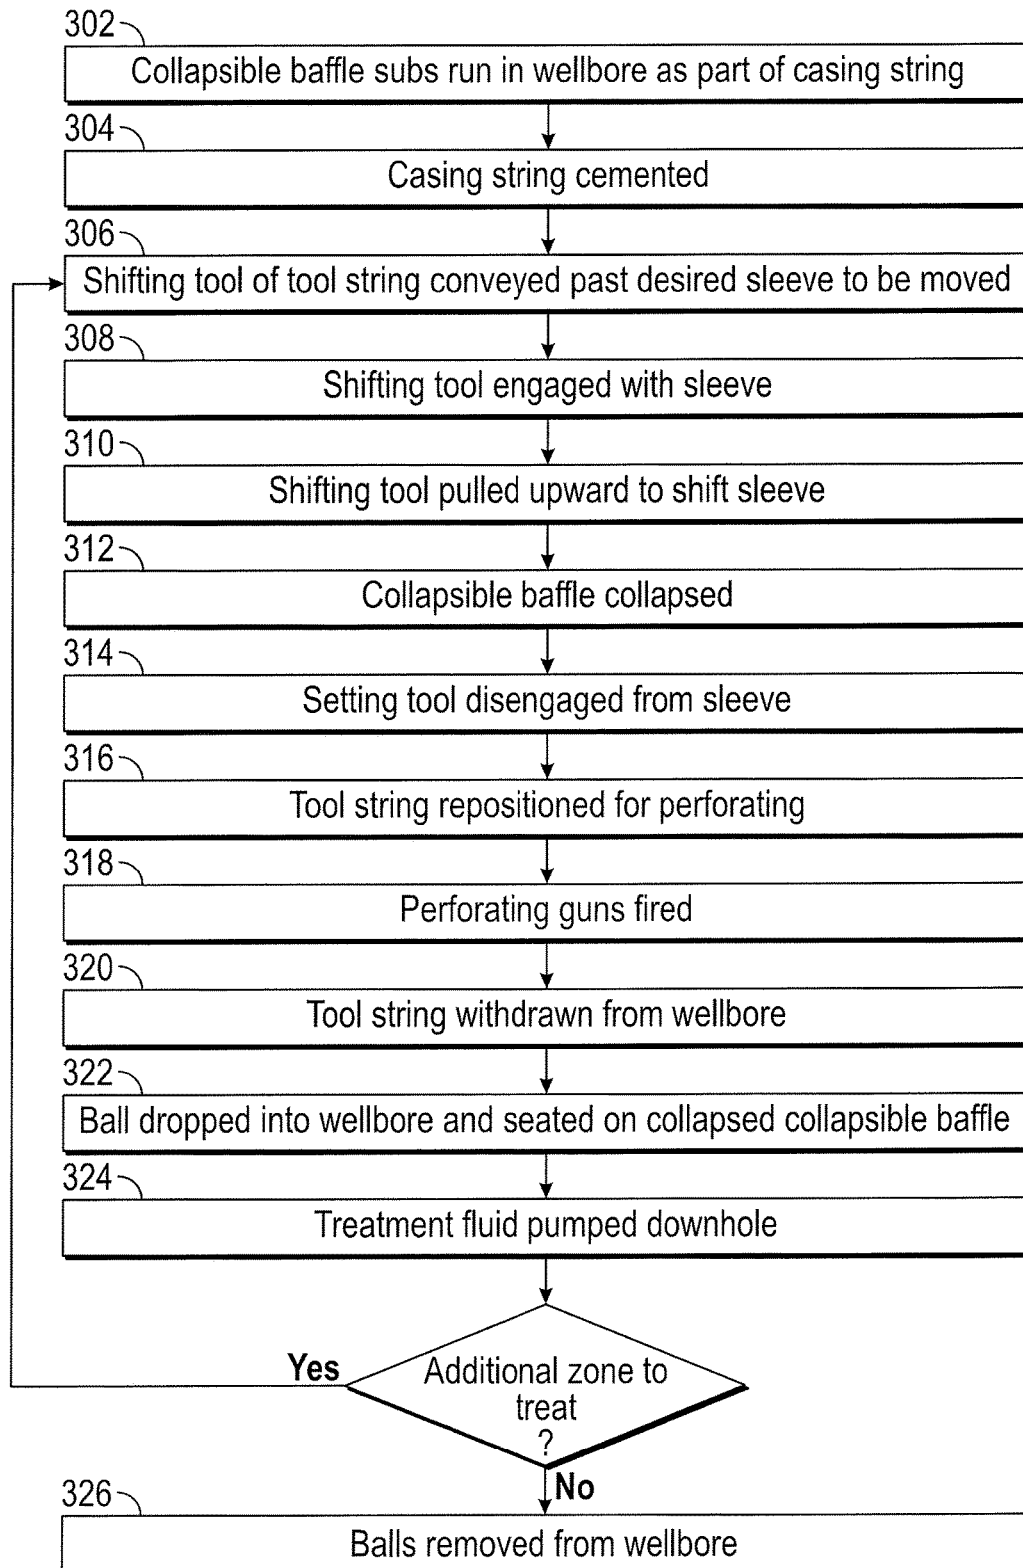 302
Collapsible baffle subs run in wellbore as part of casing string
304
Casing string cemented
306
Shifting tool of tool string conveyed past desired sleeve to be moved
308
Shifting tool engaged with sleeve
310
Shifting tool pulled upward to shift sleeve
312
Collapsible baffle collapsed
314
Setting tool disengaged from sleeve
316
Tool string repositioned for perforating
318
Perforating guns fired
320
Tool string withdrawn from wellbore
322
Ball dropped into wellbore and seated on collapsed collapsible baffle
324
Treatment fluid pumped downhole
Yes
Additional zone to
treat
?
No
326
Balls removed from wellbore